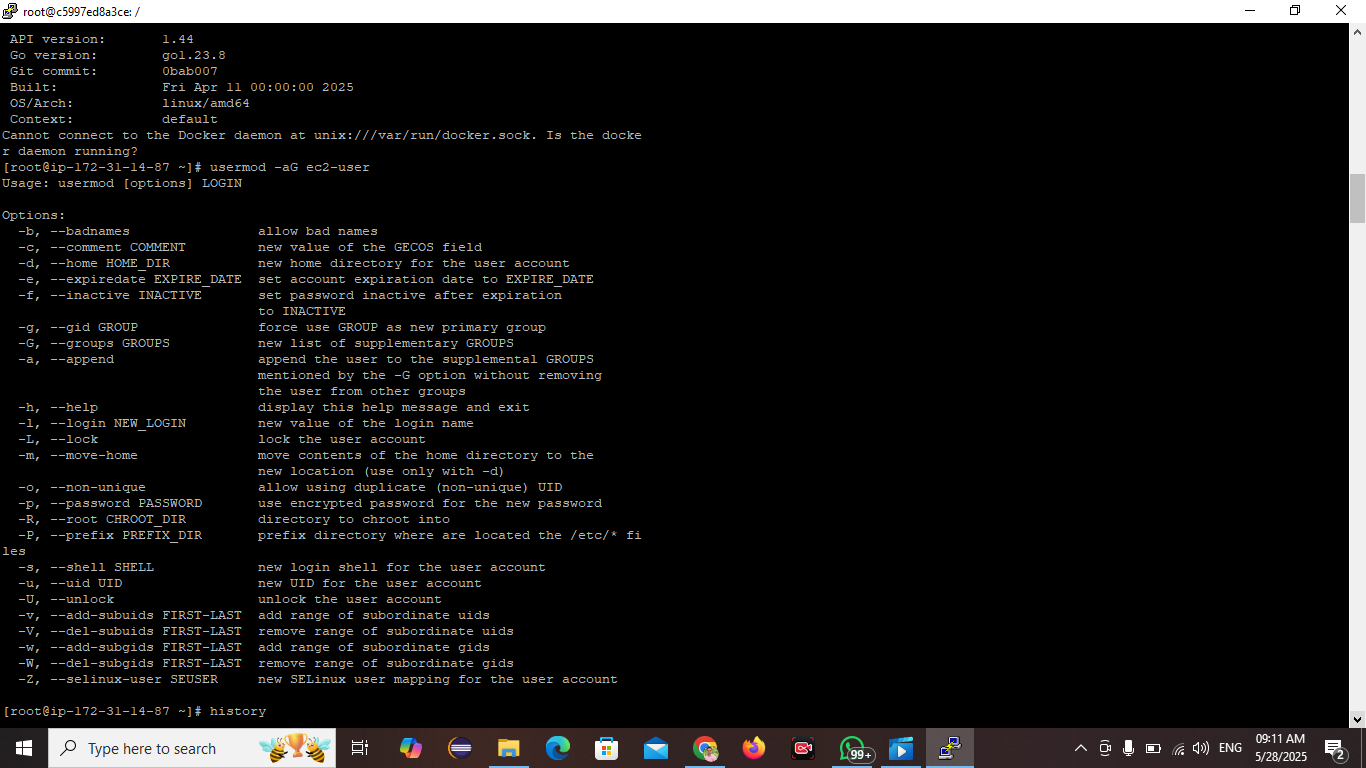 root@c5997ed8a3ce: /
API version: 1.44
Go version: go1.23.8
Git commit: 0bab007
Built: Fri Apr 11 00:00:00 2025
OS/Arch: linux/amd64
Context: default
Cannot connect to the Docker daemon at unix:///var/run/docker.sock. Is the docke
r daemon running?
[root@ip-172-31-14-87 ~]# usermod -aG ec2-user
Usage: usermod [options] LOGIN
Options:
-b, --badnames allow bad names
-c, --comment COMMENT new value of the GECOS field
-d, --home HOME_DIR new home directory for the user account
-e, --expiredate EXPIRE_DATE set account expiration date to EXPIRE_DATE
-f, --inactive INACTIVE set password inactive after expiration
to INACTIVE
-g, --gid GROUP force use GROUP as new primary group
-G, --groups GROUPS new list of supplementary GROUPS
-a, --append append the user to the supplemental GROUPS
mentioned by the -G option without removing
the user from other groups
-h, --help display this help message and exit
-l, --login NEW_LOGIN new value of the login name
-L, --lock lock the user account
-m, --move-home move contents of the home directory to the
new location (use only with -d)
-o, --non-unique allow using duplicate (non-unique) UID
-p, --password PASSWORD use encrypted password for the new password
-R, --root CHROOT_DIR directory to chroot into
-P, --prefix PREFIX_DIR prefix directory where are located the /etc/* fi
les
-s, --shell SHELL new login shell for the user account
-u, --uid UID new UID for the user account
-U, --unlock unlock the user account
-v, --add-subuids FIRST-LAST add range of subordinate uids
-V, --del-subuids FIRST-LAST remove range of subordinate uids
-w, --add-subgids FIRST-LAST add range of subordinate gids
-W, --del-subgids FIRST-LAST remove range of subordinate gids
-Z, --selinux-user SEUSER new SELinux user mapping for the user account
[root@ip-172-31-14-87 ~]# history
Type here to search
99+
ENG
09:11 AM
5/28/2025
2